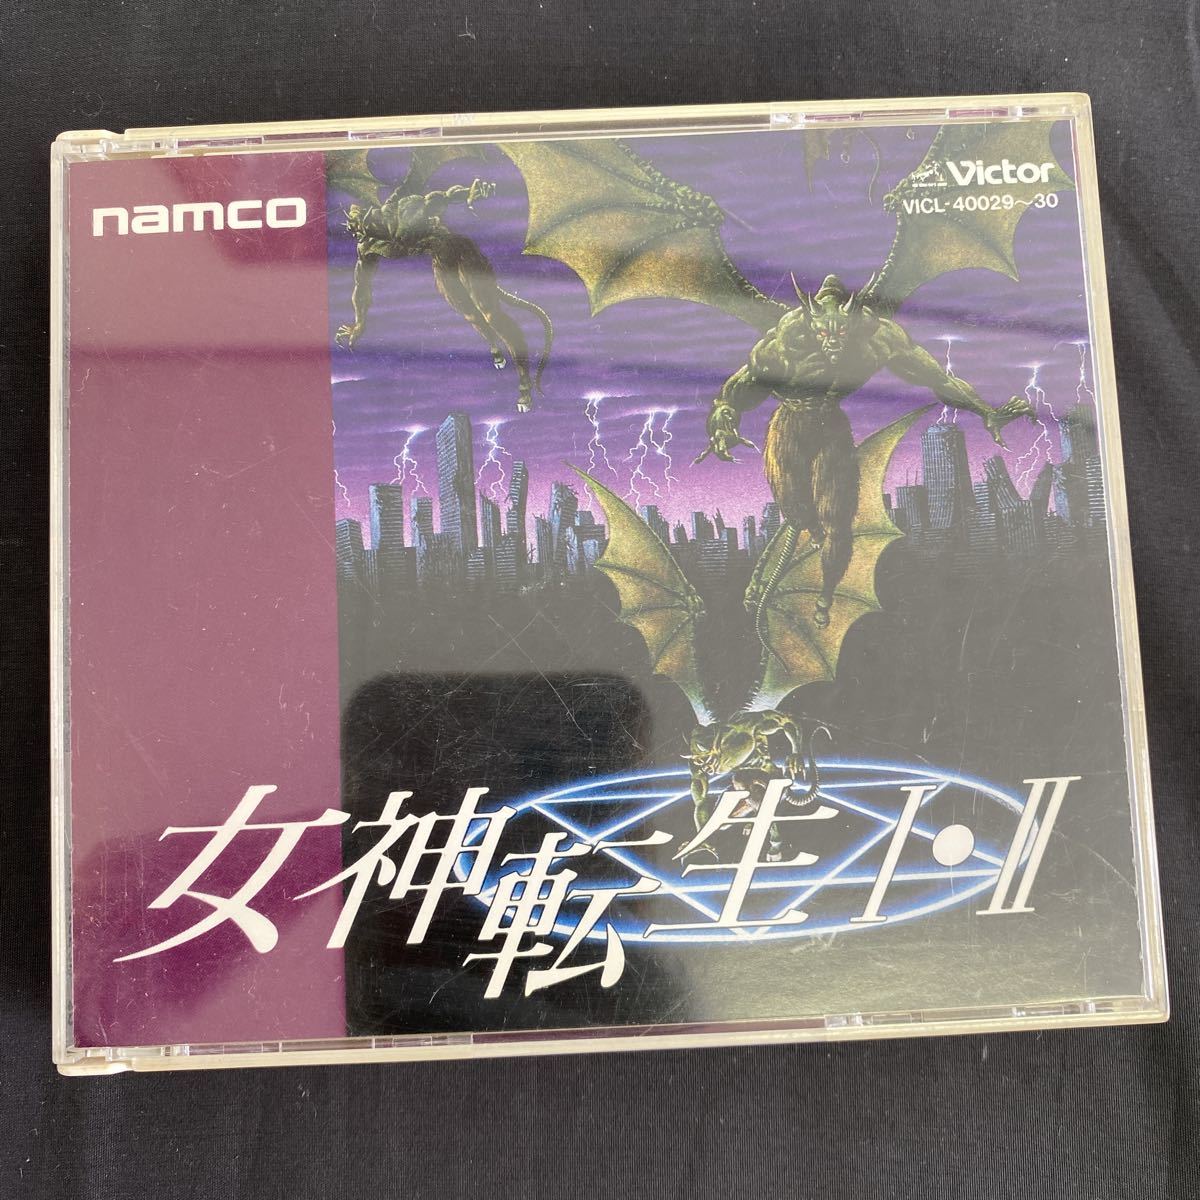 namco
Victor
VICL-40029～30
女神転生I•II